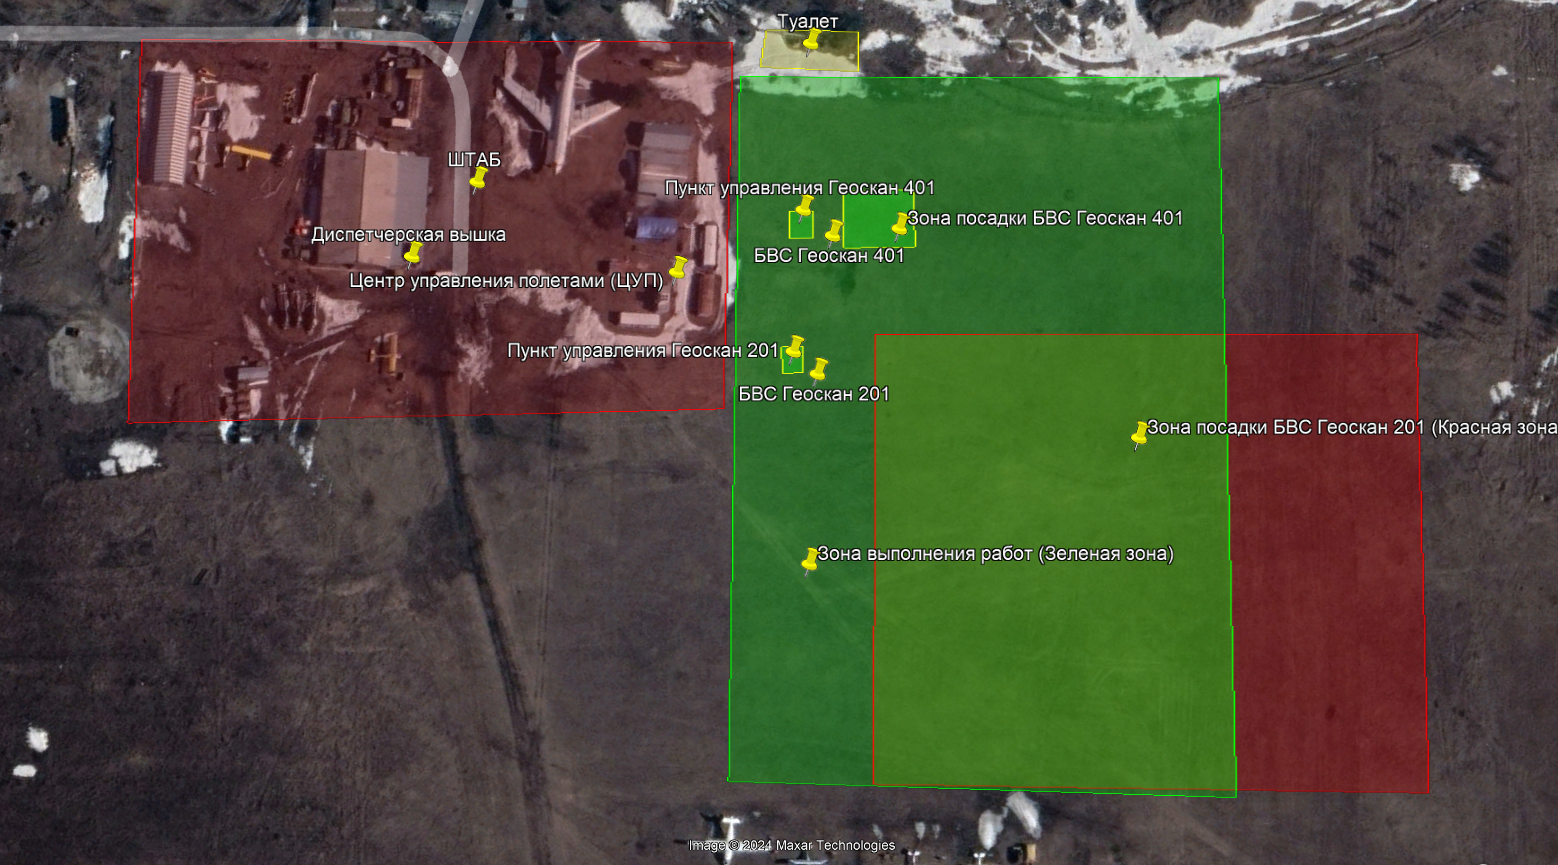 Туалет
ШТАБ
Пункт управления Геоскан 401
Зона посадки БВС Геоскан 401
Диспетчерская вышка
БВС Геоскан 401
Центр управления полетами (ЦУП)
Пункт управления Геоскан 201
БВС Геоскан 201
Зона посадки БВС Геоскан 201 (Красная зона
Зона выполнения работ (Зеленая зона)
Image © 2024 Maxar Technologies